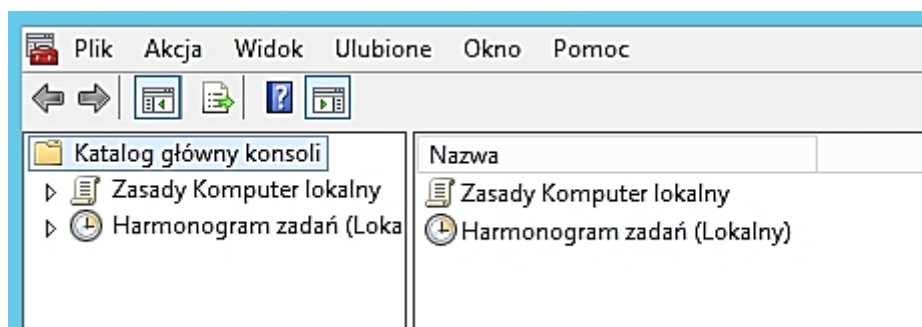 Plik Akcja Widok Ulubione Okno Pomoc
Katalog główny konsoli
Zasady Komputer lokalny
Harmonogram zadań (Loka
Nazwa
Zasady Komputer lokalny
Harmonogram zadań (Lokalny)